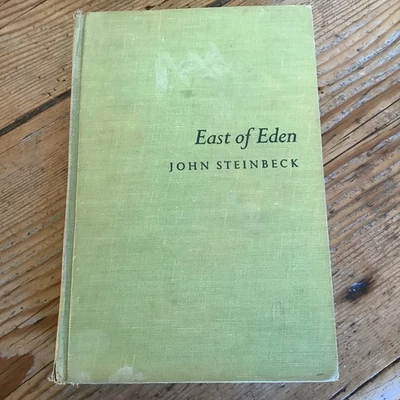 East of Eden
JOHN STEINBECK